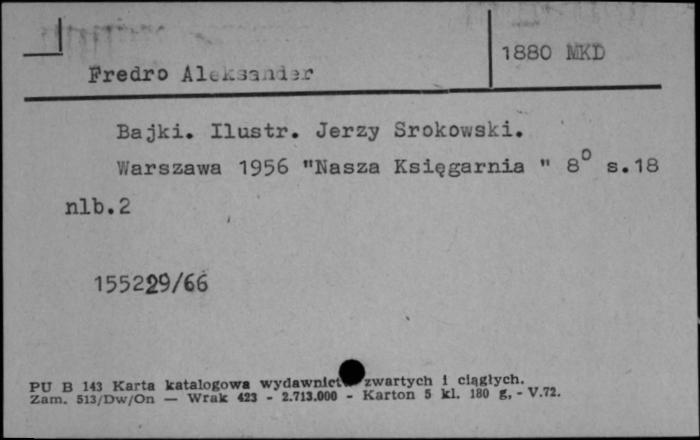 1880 MKD
Fredro Aleksander
Bajki. Ilustr. Jerzy Srokowski.
Warszawa 1956 "Nasza Księgarnia " 8° s.18
nlb.2
155229/66
PU B 143 Karta katalogowa wydawnictw zwartych i ciągłych.
Zam. 513/Dw/On — Wrak 423 - 2.713.000 - Karton 5 kl. 180 g, - V.72.